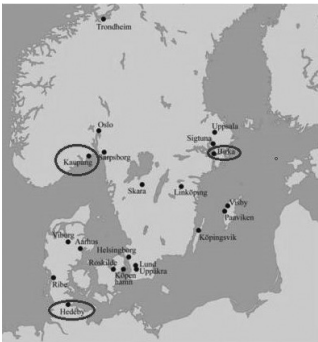 Trondheim
Oslo
Uppsala
Sigtuna
Birka
Kaupang
Sarpsborg
Skara
Linköping
Visby
Paaviken
Köpingsvik
Viborg
Aarhus
Helsingborg
Roskilde
Lund
Köpen
hamn
Uppåkra
Ribe
Hedeby